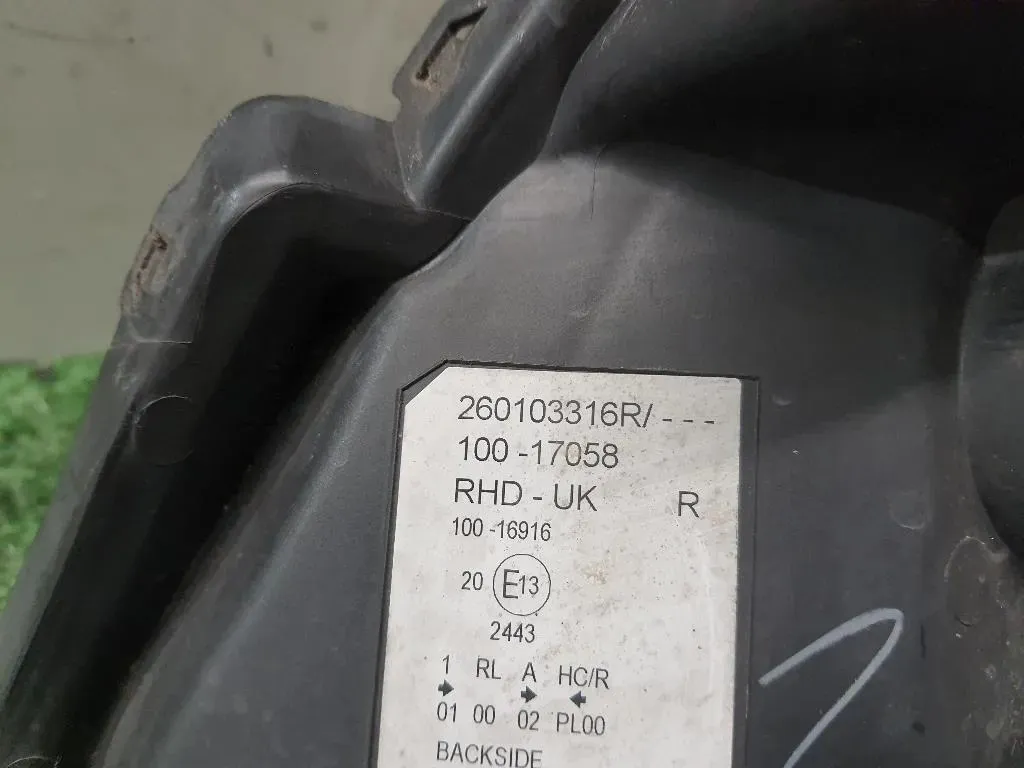 260103316R/ - - -
100 -17058
RHD - UK R
100 -16916
20 E13
2443
1 RL A HC/R
01 00 02 PL00
BACKSIDE